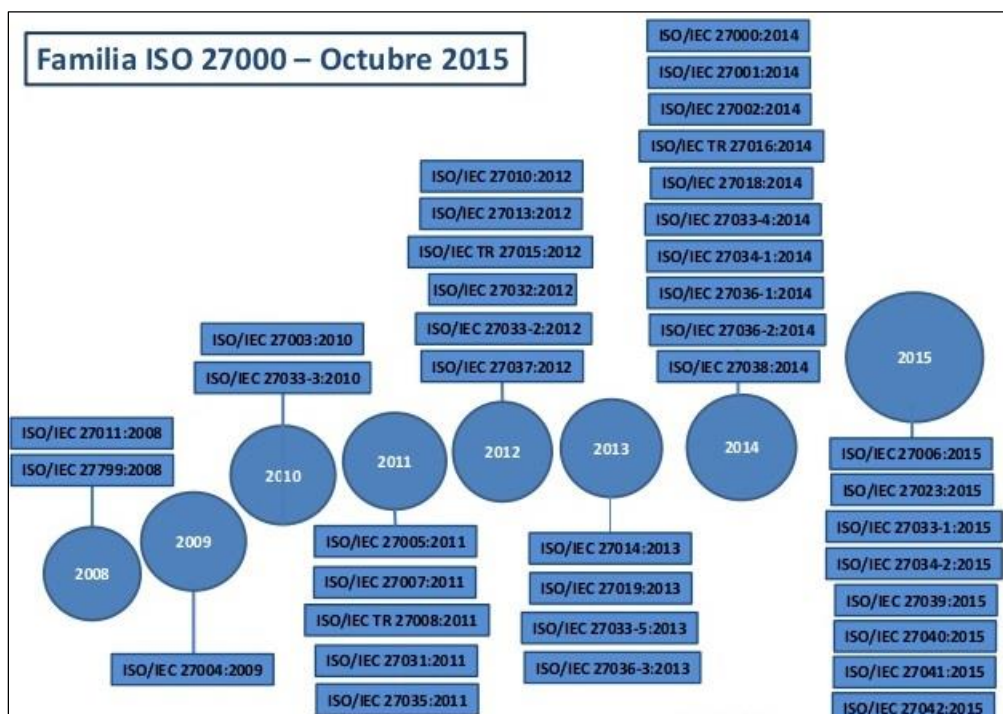 Familia ISO 27000 – Octubre 2015
ISO/IEC 27011:2008
ISO/IEC 27799:2008
2008
2009
ISO/IEC 27004:2009
ISO/IEC 27003:2010
ISO/IEC 27033-3:2010
2010
2011
ISO/IEC 27005:2011
ISO/IEC 27007:2011
ISO/IEC TR 27008:2011
ISO/IEC 27031:2011
ISO/IEC 27035:2011
ISO/IEC 27010:2012
ISO/IEC 27013:2012
ISO/IEC TR 27015:2012
ISO/IEC 27032:2012
ISO/IEC 27033-2:2012
ISO/IEC 27037:2012
2012
2013
ISO/IEC 27014:2013
ISO/IEC 27019:2013
ISO/IEC 27033-5:2013
ISO/IEC 27036-3:2013
ISO/IEC 27000:2014
ISO/IEC 27001:2014
ISO/IEC 27002:2014
ISO/IEC TR 27016:2014
ISO/IEC 27018:2014
ISO/IEC 27033-4:2014
ISO/IEC 27034-1:2014
ISO/IEC 27036-1:2014
ISO/IEC 27036-2:2014
ISO/IEC 27038:2014
2014
2015
ISO/IEC 27006:2015
ISO/IEC 27023:2015
ISO/IEC 27033-1:2015
ISO/IEC 27034-2:2015
ISO/IEC 27039:2015
ISO/IEC 27040:2015
ISO/IEC 27041:2015
ISO/IEC 27042:2015